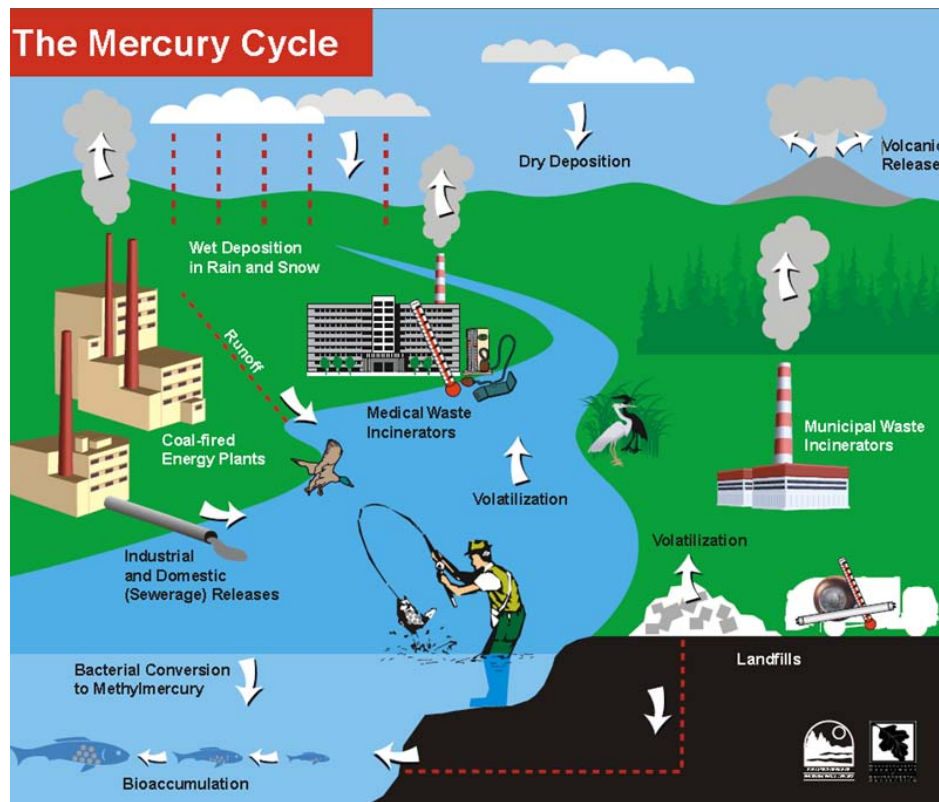 The Mercury Cycle
Dry Deposition
Volcanic
Release
Wet Deposition
in Rain and Snow
Runoff
Medical Waste
Incinerators
Municipal Waste
Incinerators
Coal-fired
Energy Plants
Volatilization
Volatilization
Industrial
and Domestic
(Sewerage) Releases
Landfills
Bacterial Conversion
to Methylmercury
Bioaccumulation